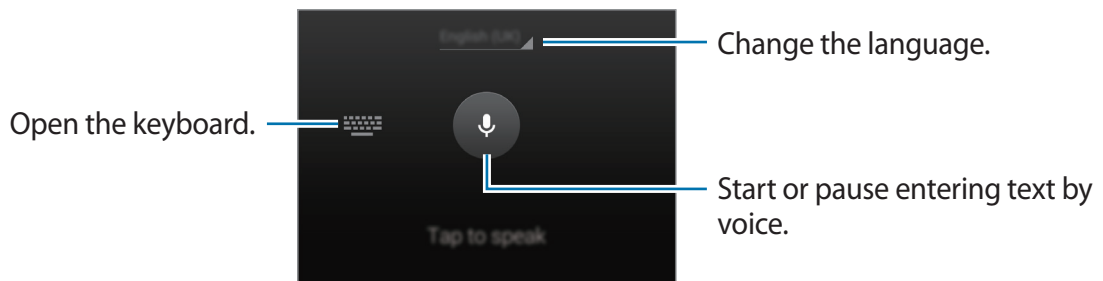 English (UK)
Change the language.
Open the keyboard.
Start or pause entering text by
voice.
Tap to speak